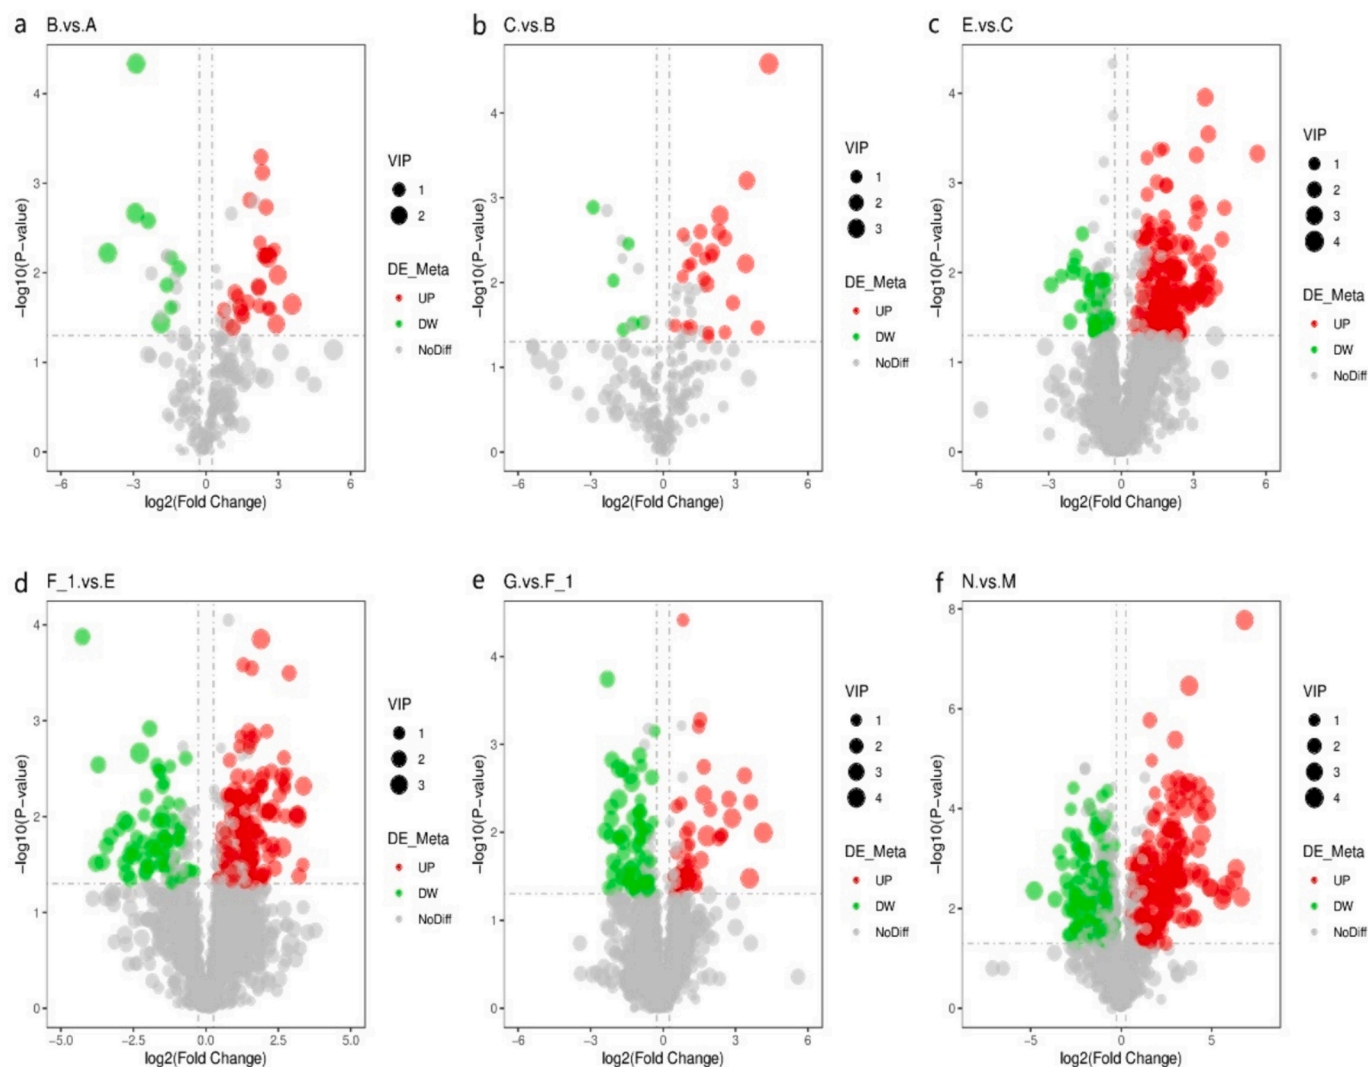 a B.vs.A
−log10(P−value)
4
3
2
1
0
−6 −3 0 3 6
log2(Fold Change)
VIP
1
2
DE_Meta
UP
DW
NoDiff
b C.vs.B
−log10(P−value)
4
3
2
1
0
−6 −3 0 3 6
log2(Fold Change)
VIP
1
2
3
DE_Meta
UP
DW
NoDiff
c E.vs.C
−log10(P−value)
4
3
2
1
0
−6 −3 0 3 6
log2(Fold Change)
VIP
1
2
3
4
DE_Meta
UP
DW
NoDiff
d F_1.vs.E
−log10(P−value)
4
3
2
1
0
−5.0 −2.5 0.0 2.5 5.0
log2(Fold Change)
VIP
1
2
3
DE_Meta
UP
DW
NoDiff
e G.vs.F_1
−log10(P−value)
4
3
2
1
0
−6 −3 0 3 6
log2(Fold Change)
VIP
1
2
3
4
DE_Meta
UP
DW
NoDiff
f N.vs.M
−log10(P−value)
8
6
4
2
0
−5 0 5
log2(Fold Change)
VIP
1
2
3
4
DE_Meta
UP
DW
NoDiff